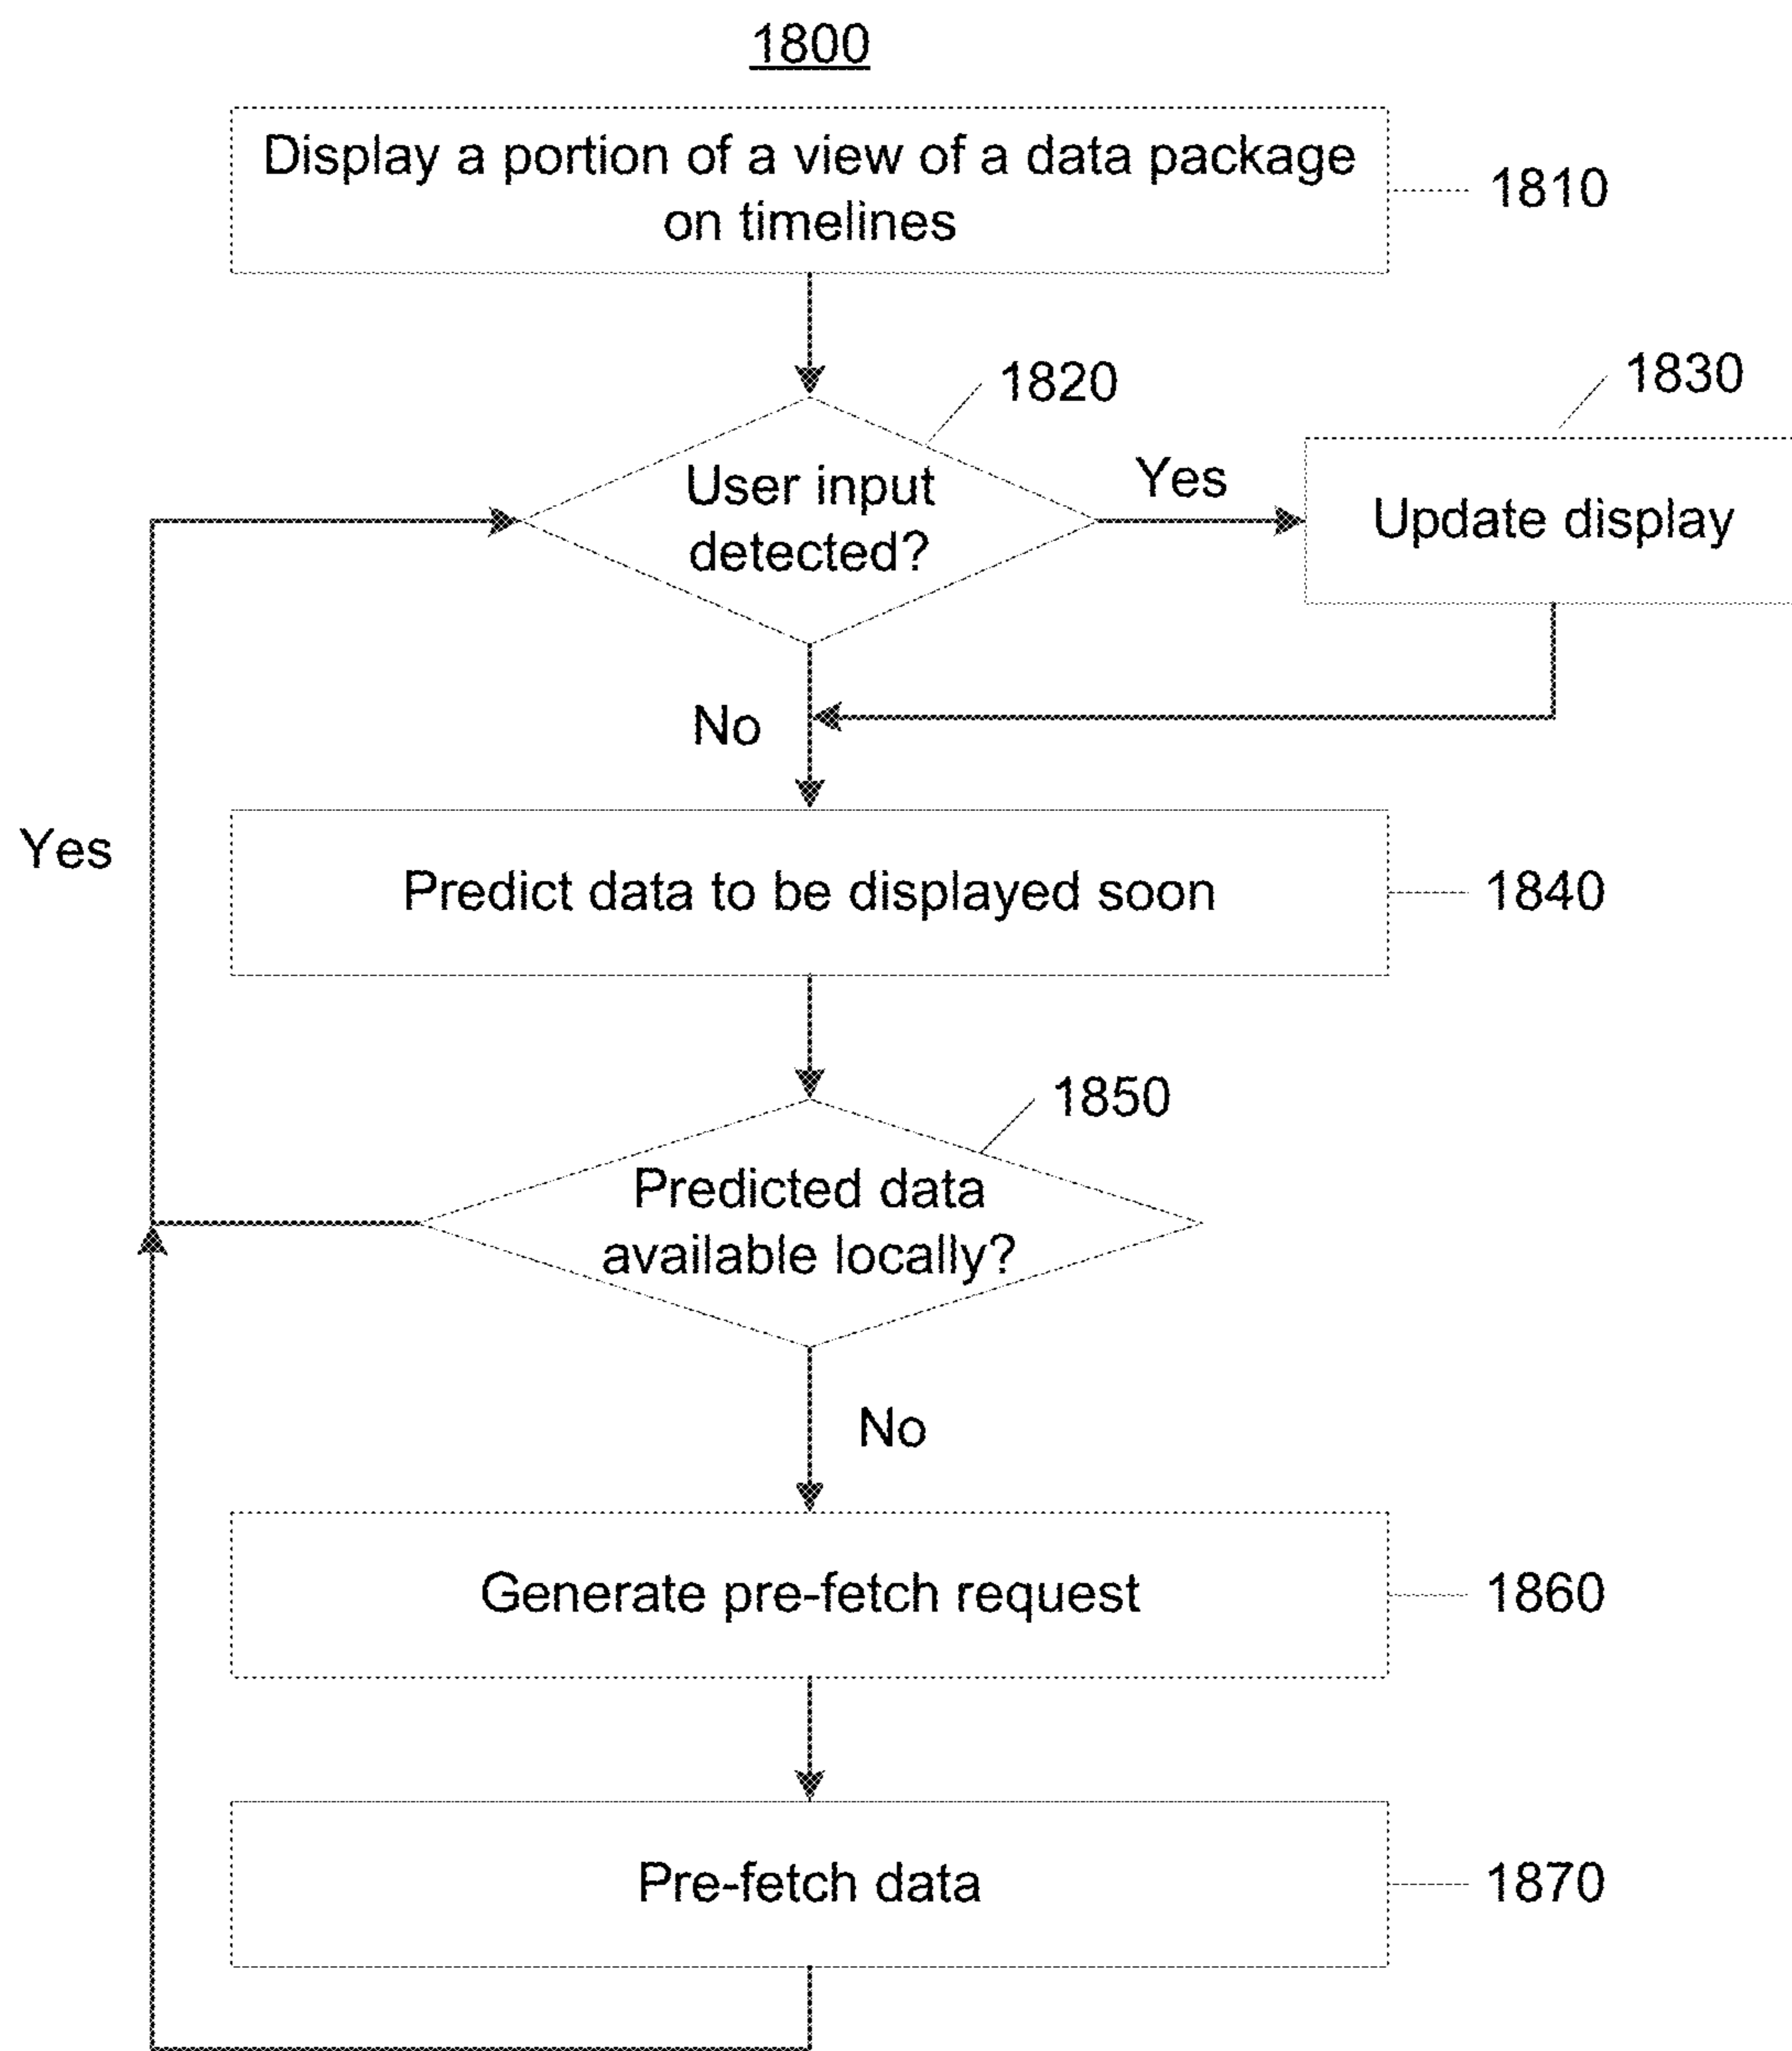 1800
Display a portion of a view of a data package
on timelines
1810
1820
1830
User input
detected?
Yes
Update display
No
Yes
Predict data to be displayed soon
1840
1850
Predicted data
available locally?
No
Generate pre-fetch request
1860
Pre-fetch data
1870